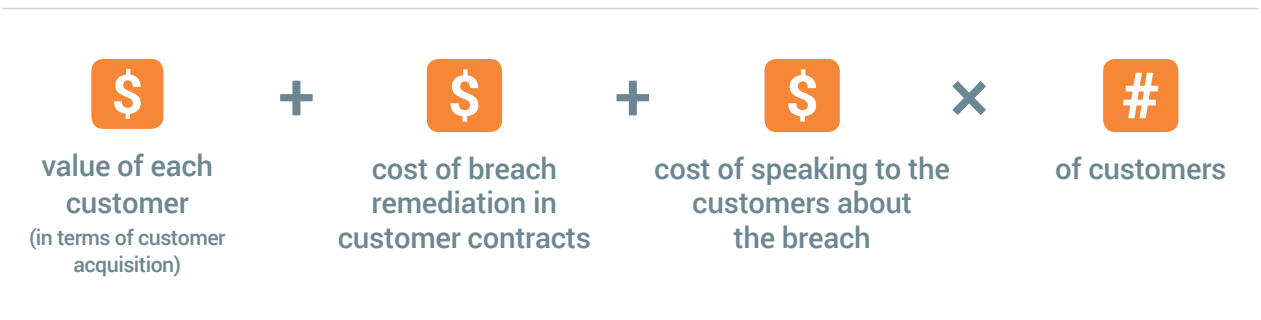 $ + $ + $ × #
value of each
customer
(in terms of customer
acquisition)
cost of breach
remediation in
customer contracts
cost of speaking to the
customers about
the breach
of customers